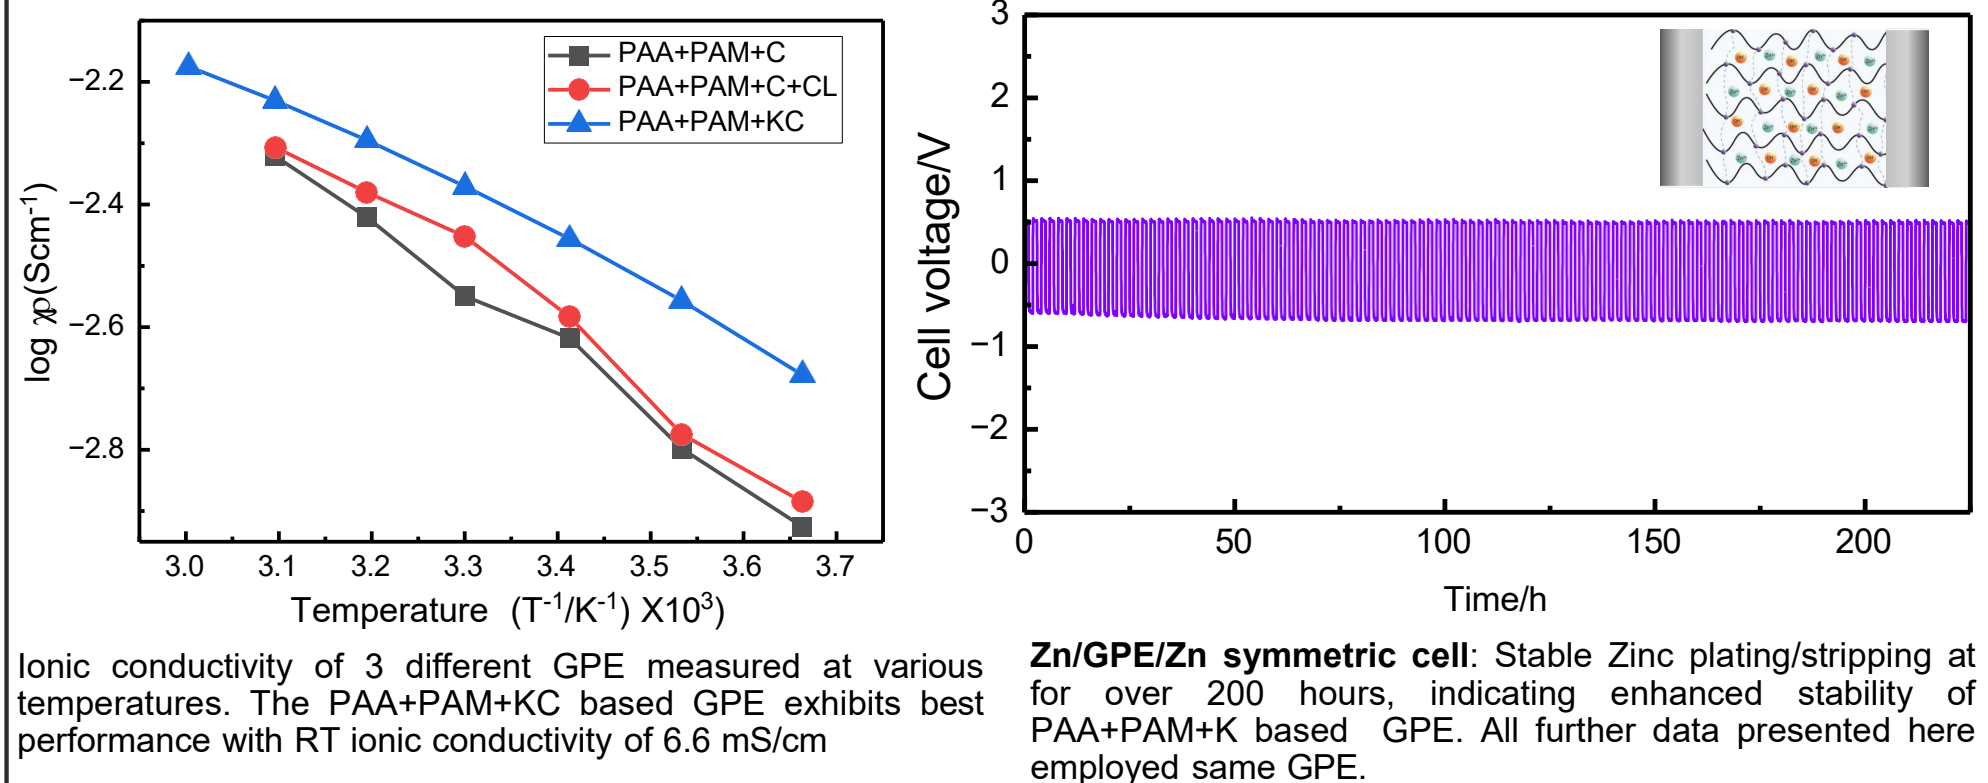 −2.2
−2.4
−2.6
−2.8
log χρ(Scm⁻¹)
PAA+PAM+C
PAA+PAM+C+CL
PAA+PAM+KC
3.0 3.1 3.2 3.3 3.4 3.5 3.6 3.7
Temperature (T⁻¹/K⁻¹) X10³)
Ionic conductivity of 3 different GPE measured at various
temperatures. The PAA+PAM+KC based GPE exhibits best
performance with RT ionic conductivity of 6.6 mS/cm
3
2
1
0
−1
−2
−3
Cell voltage/V
0 50 100 150 200
Time/h
Zn/GPE/Zn symmetric cell: Stable Zinc plating/stripping at
for over 200 hours, indicating enhanced stability of
PAA+PAM+K based GPE. All further data presented here
employed same GPE.